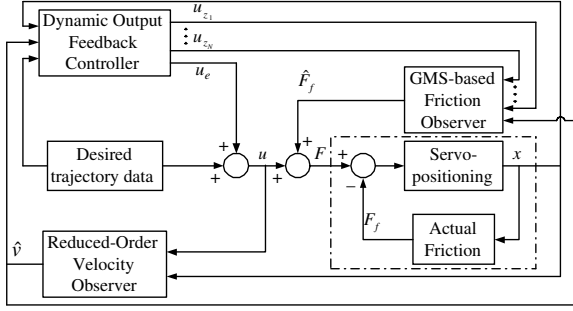 Dynamic Output
Feedback
Controller
u_{z_1}
u_{z_N}
u_e
F̂_f
GMS-based
Friction
Observer
Desired
trajectory data
+
+
u
+
+
F
+
−
Servo-
positioning
x
F_f
Actual
Friction
v̂
Reduced-Order
Velocity
Observer